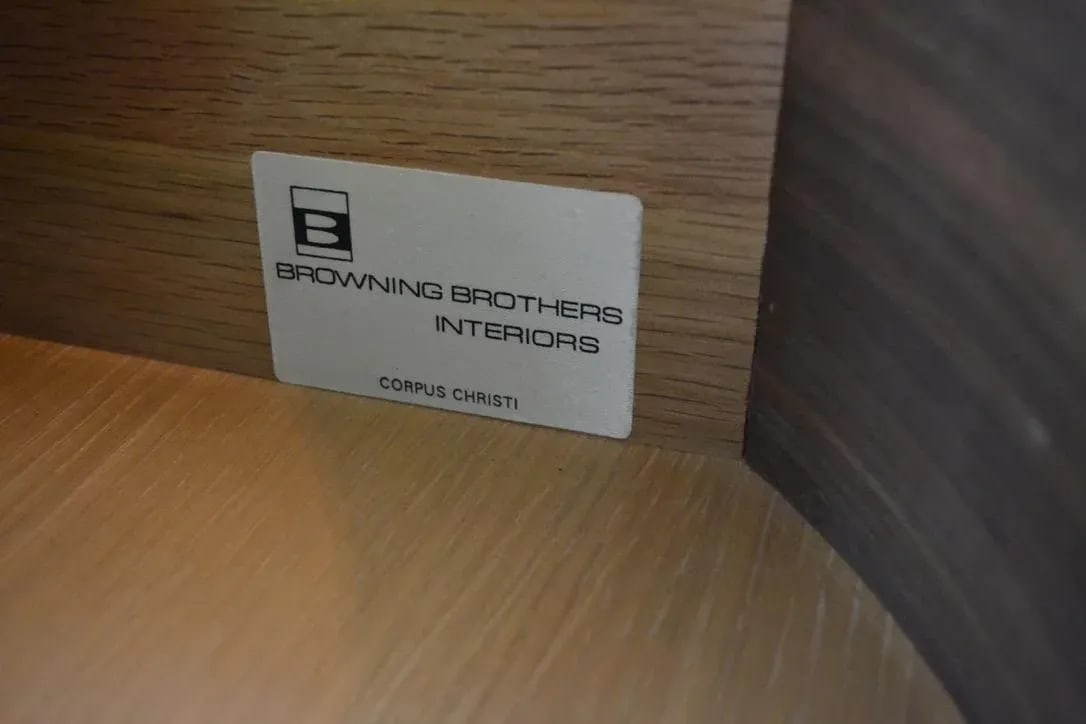 B
BROWNING BROTHERS
INTERIORS
CORPUS CHRISTI